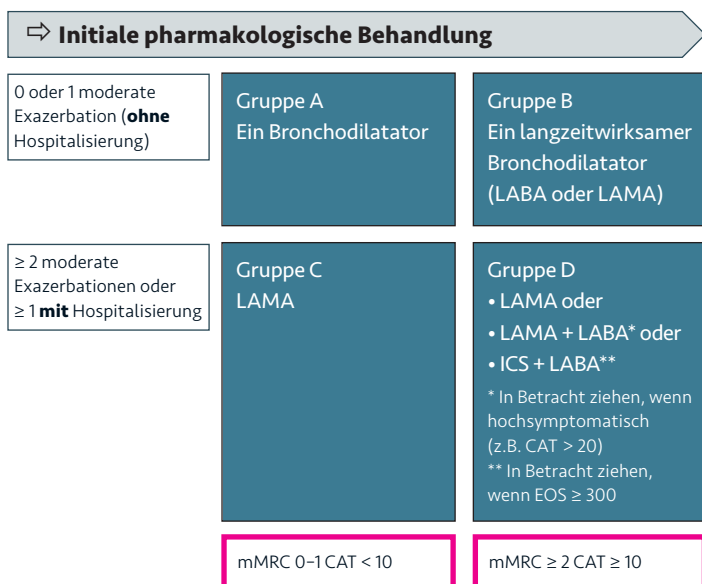 ⇨ Initiale pharmakologische Behandlung
0 oder 1 moderate
Exazerbation (ohne
Hospitalisierung)
Gruppe A
Ein Bronchodilatator
Gruppe B
Ein langzeitwirksamer
Bronchodilatator
(LABA oder LAMA)
≥ 2 moderate
Exazerbationen oder
≥ 1 mit Hospitalisierung
Gruppe C
LAMA
Gruppe D
• LAMA oder
• LAMA + LABA* oder
• ICS + LABA**
* In Betracht ziehen, wenn
hochsymptomatisch
(z.B. CAT > 20)
** In Betracht ziehen,
wenn EOS ≥ 300
mMRC 0–1 CAT < 10
mMRC ≥ 2 CAT ≥ 10